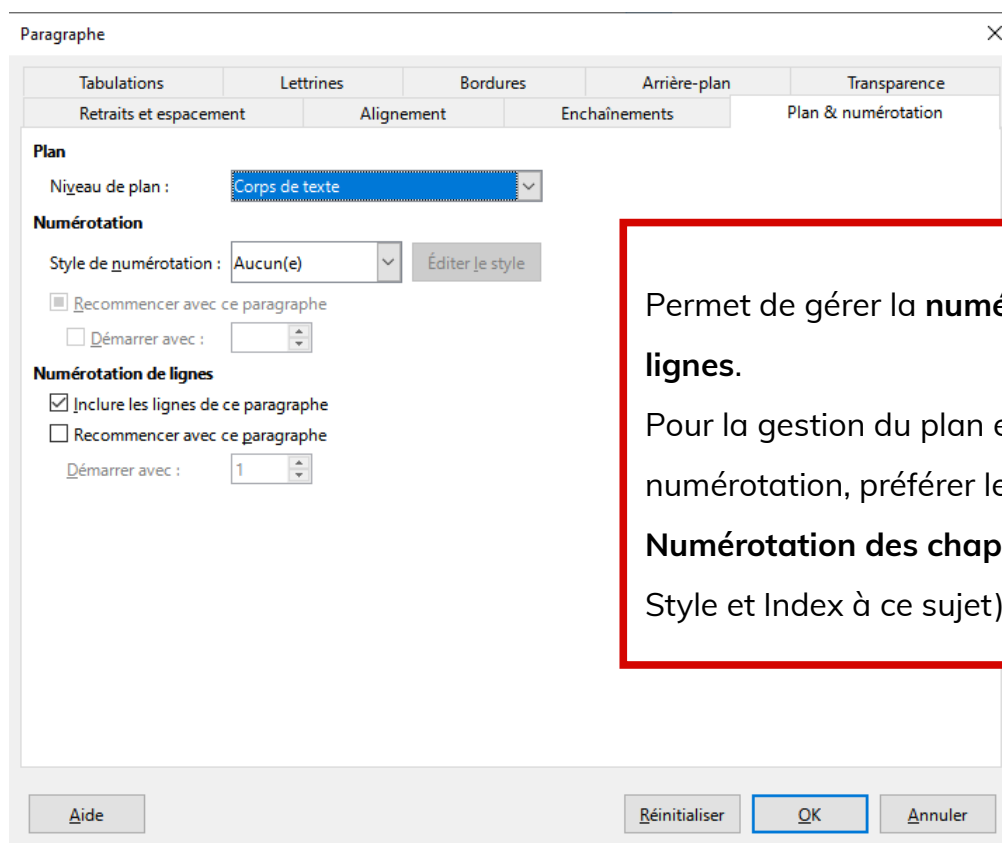 Paragraphe
Tabulations Lettrines Bordures Arrière-plan Transparence
Retraits et espacement Alignement Enchaînements Plan & numérotation
Plan
Niveau de plan : Corps de texte
Numérotation
Style de numérotation : Aucun(e) Éditer le style
Recommencer avec ce paragraphe
Démarrer avec :
Numérotation de lignes
Inclure les lignes de ce paragraphe
Recommencer avec ce paragraphe
Démarrer avec : 1
Permet de gérer la
lignes.
Pour la gestion du plan
numérotation, préférer
Numérotation des
Style et Index à ce sujet)
Aide Réinitialiser OK Annuler